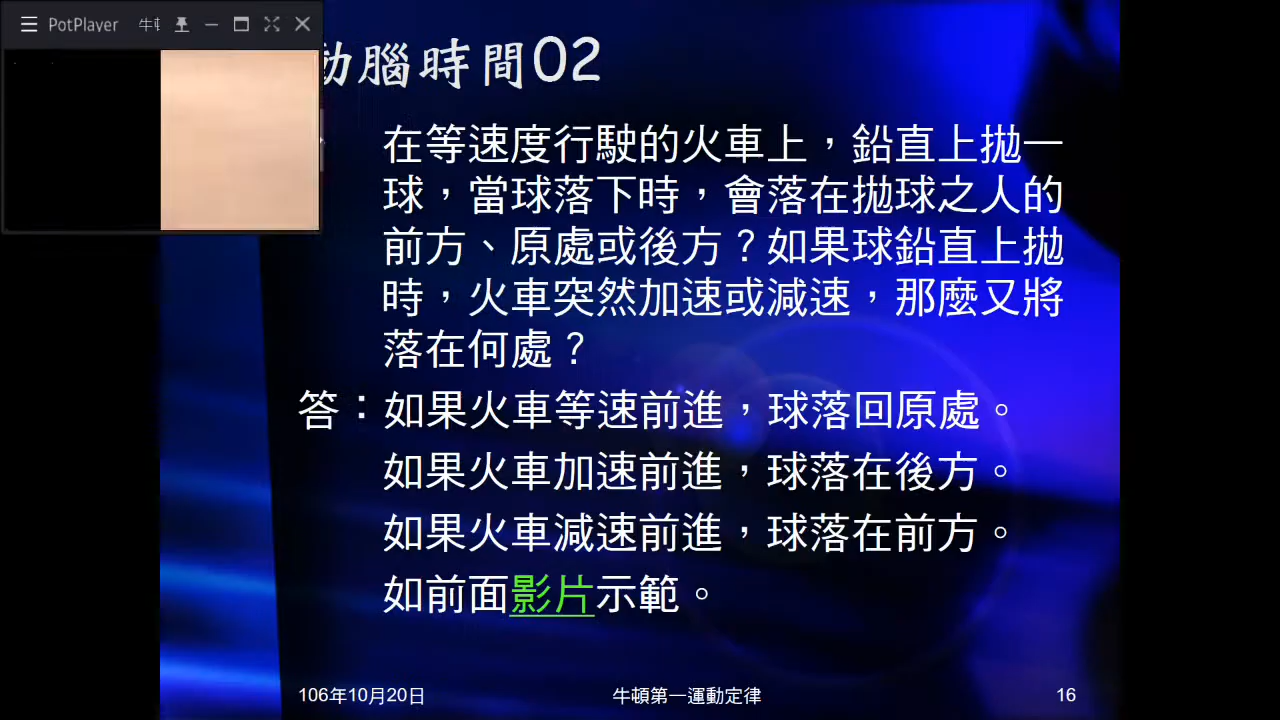 PotPlayer
動腦時間02
在等速度行駛的火車上，鉛直上拋一
球，當球落下時，會落在拋球之人的
前方、原處或後方？如果球鉛直上拋
時，火車突然加速或減速，那麼又將
落在何處？
答：如果火車等速前進，球落回原處。
如果火車加速前進，球落在後方。
如果火車減速前進，球落在前方。
如前面影片示範。
106年10月20日
牛頓第一運動定律
16